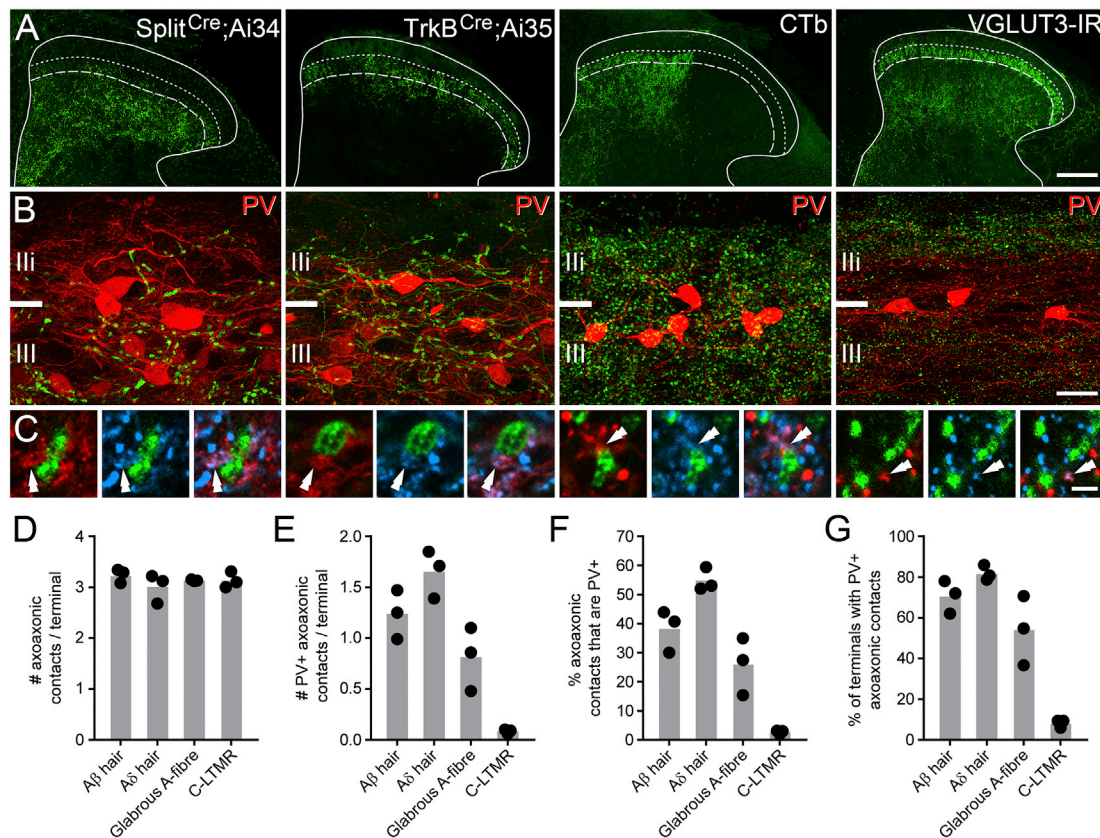 A
Split^Cre;Ai34
TrkB^Cre;Ai35
CTb
VGLUT3-IR
B
PV
PV
PV
PV
IIi
IIi
IIi
IIi
III
III
III
III
C
D
# axoaxonic
contacts / terminal
4
3
2
1
0
Aβ hair
Aδ hair
Glabrous A-fibre
C-LTMR
E
# PV+ axoaxonic
contacts / terminal
2.0
1.5
1.0
0.5
0.0
Aβ hair
Aδ hair
Glabrous A-fibre
C-LTMR
F
% axoaxonic
contacts that are PV+
70
60
50
40
30
20
10
0
Aβ hair
Aδ hair
Glabrous A-fibre
C-LTMR
G
% of terminals with PV+
axoaxonic contacts
100
80
60
40
20
0
Aβ hair
Aδ hair
Glabrous A-fibre
C-LTMR